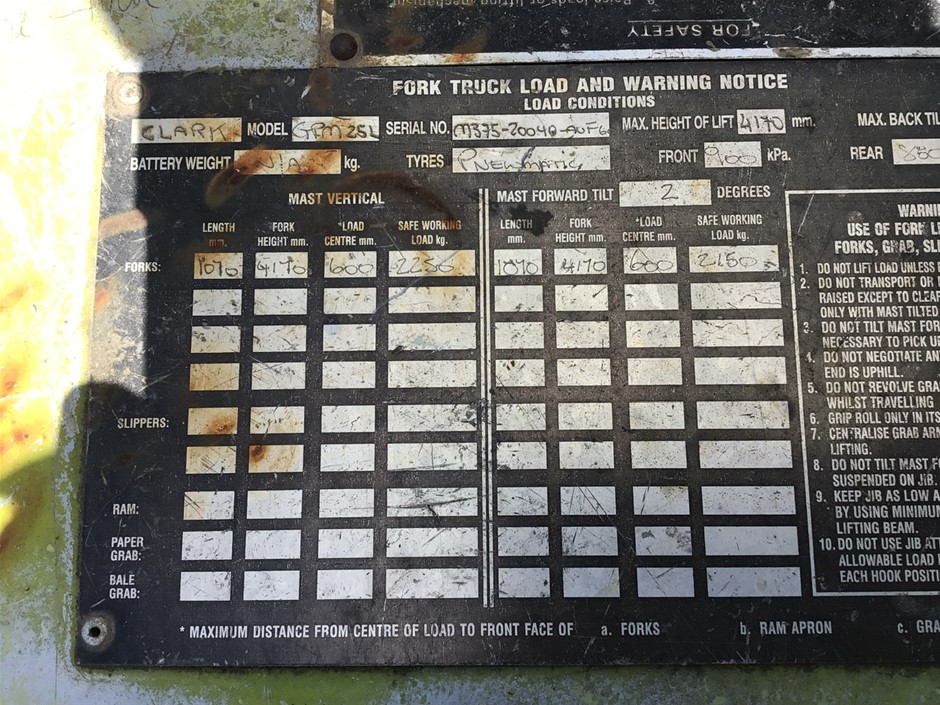 FOR SAFETY
FORK TRUCK LOAD AND WARNING NOTICE
LOAD CONDITIONS
CLARK MODEL GPM25L SERIAL NO. MAX. HEIGHT OF LIFT 4170 mm. MAX. BACK TIL
BATTERY WEIGHT N/A kg. TYRES PNEUMATIC FRONT 900 kPa. REAR 850
MAST VERTICAL MAST FORWARD TILT 2 DEGREES
LENGTH mm. FORK HEIGHT mm. *LOAD CENTRE mm. SAFE WORKING LOAD kg. LENGTH mm. FORK HEIGHT mm. *LOAD CENTRE mm. SAFE WORKING LOAD kg.
FORKS: 1070 4170 600 2250 1070 4170 600 2150
SLIPPERS:
RAM:
PAPER GRAB:
BALE GRAB:
WARNIN
USE OF FORK L
FORKS, GRAB, SL
1. DO NOT LIFT LOAD UNLESS
2. DO NOT TRANSPORT OR
RAISED EXCEPT TO CLEAR
ONLY WITH MAST TILTED
3. DO NOT TILT MAST FOR
NECESSARY TO PICK UP
4. DO NOT NEGOTIATE AN
END IS UPHILL.
5. DO NOT REVOLVE GRA
WHILST TRAVELLING
6. GRIP ROLL ONLY IN ITS
7. CENTRALISE GRAB ARM
LIFTING.
8. DO NOT TILT MAST F
SUSPENDED ON JIB.
9. KEEP JIB AS LOW A
BY USING MINIMUM
LIFTING BEAM.
10. DO NOT USE JIB ATT
ALLOWABLE LOAD
EACH HOOK POSITI
* MAXIMUM DISTANCE FROM CENTRE OF LOAD TO FRONT FACE OF a. FORKS b. RAM APRON c. GRA